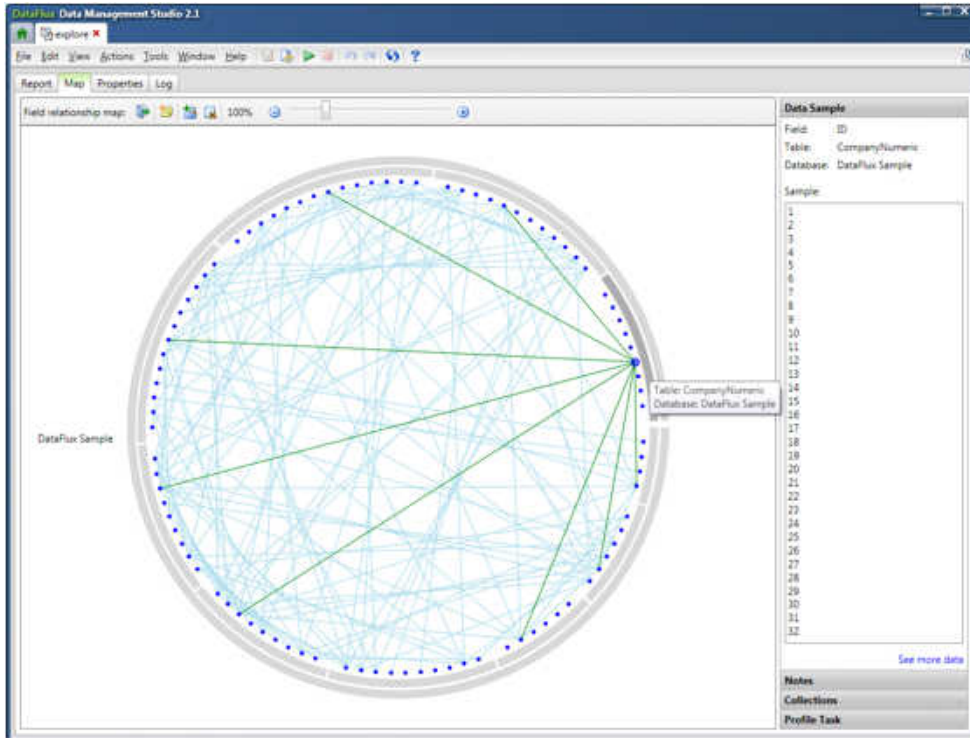 DataFlux Data Management Studio 2.1
explore
File Edit View Actions Tools Window Help
Report Map Properties Log
Field relationship map: 100%
Data Sample
Field: ID
Table: CompanyNumeric
Database: DataFlux Sample
Sample:
1
2
3
4
5
6
7
8
9
10
11
12
13
14
15
16
17
18
19
20
21
22
23
24
25
26
27
28
29
30
31
32
Table: CompanyNumeric
Database: DataFlux Sample
DataFlux Sample
See more data
Notes
Collections
Profile Task